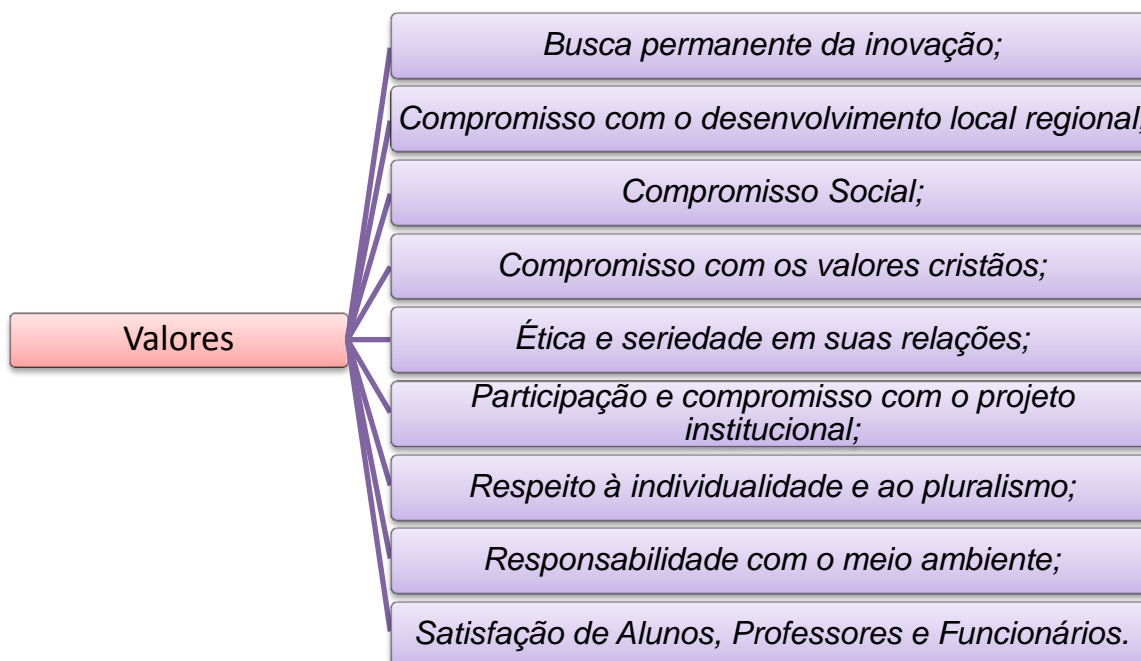 Valores
Busca permanente da inovação;
Compromisso com o desenvolvimento local regional;
Compromisso Social;
Compromisso com os valores cristãos;
Ética e seriedade em suas relações;
Participação e compromisso com o projeto
institucional;
Respeito à individualidade e ao pluralismo;
Responsabilidade com o meio ambiente;
Satisfação de Alunos, Professores e Funcionários.